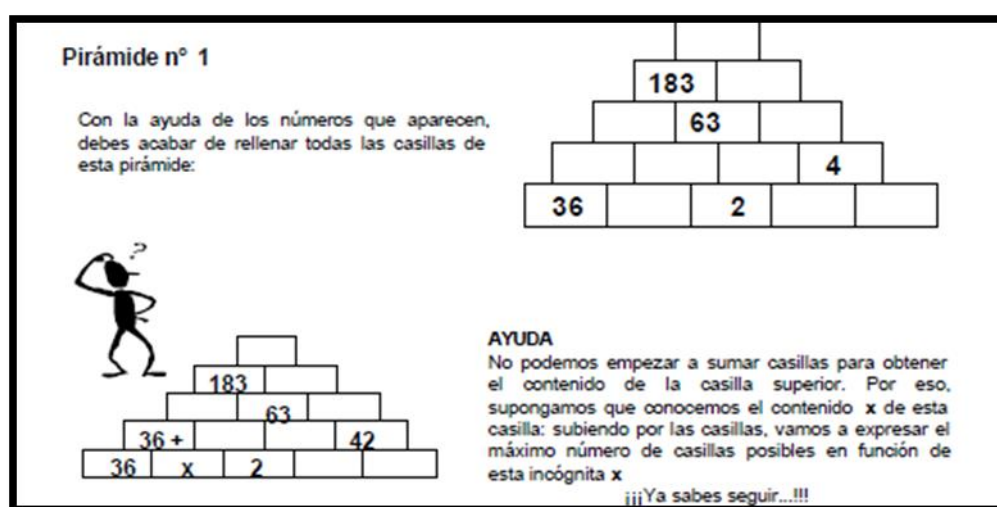 Pirámide n° 1
Con la ayuda de los números que aparecen,
debes acabar de rellenar todas las casillas de
esta pirámide:
183
63
4
36 2
?
183
63
36 + 42
36 x 2
AYUDA
No podemos empezar a sumar casillas para obtener
el contenido de la casilla superior. Por eso,
supongamos que conocemos el contenido x de esta
casilla: subiendo por las casillas, vamos a expresar el
máximo número de casillas posibles en función de
esta incógnita x
¡¡¡Ya sabes seguir...!!!